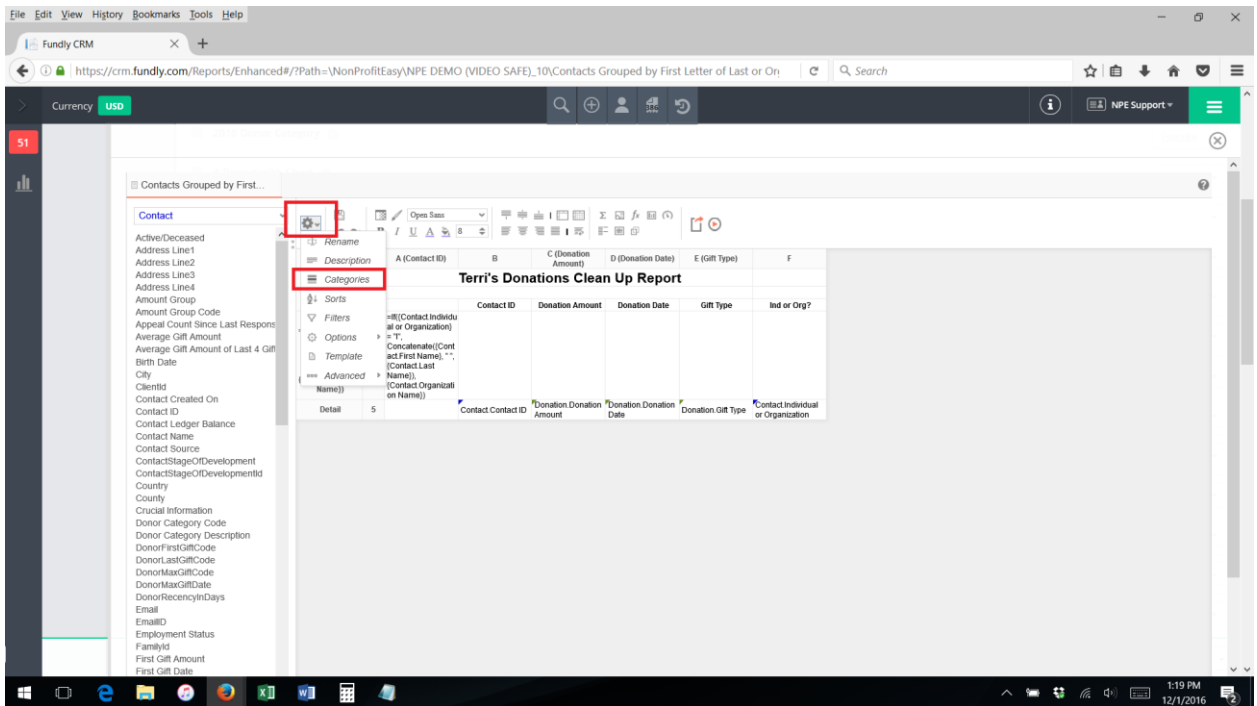 File Edit View History Bookmarks Tools Help
Fundly CRM
https://crm.fundly.com/Reports/Enhanced#/?Path=\NonProfitEasy\NPE DEMO (VIDEO SAFE)_10\Contacts Grouped by First Letter of Last or Or
Search
Currency USD
NPE Support
51
Contacts Grouped by First...
Contact
Open Sans
B I U A 8
Active/Deceased
Address Line1
Address Line2
Address Line3
Address Line4
Amount Group
Amount Group Code
Appeal Count Since Last Respons
Average Gift Amount
Average Gift Amount of Last 4 Gift
Birth Date
City
ClientId
Contact Created On
Contact ID
Contact Ledger Balance
Contact Name
Contact Source
ContactStageOfDevelopment
ContactStageOfDevelopmentId
Country
County
Crucial Information
Donor Category Code
Donor Category Description
DonorFirstGiftCode
DonorLastGiftCode
DonorMaxGiftCode
DonorMaxGiftDate
DonorRecencyInDays
Email
EmailID
Employment Status
FamilyId
First Gift Amount
First Gift Date
Rename
Description
Categories
Sorts
Filters
Options
Template
Advanced
A (Contact ID) B C (Donation Amount) D (Donation Date) E (Gift Type) F
Terri's Donations Clean Up Report
Contact ID Donation Amount Donation Date Gift Type Ind or Org?
=If({Contact.Individu
al or Organization}
= "I",
Concatenate({Cont
act.First Name}, " ",
{Contact.Last
Name}),
{Contact.Organizati
on Name})
Name})
Detail 5 Contact.Contact ID Donation.Donation Amount Donation.Donation Date Donation.Gift Type Contact.Individual or Organization
1:19 PM
12/1/2016